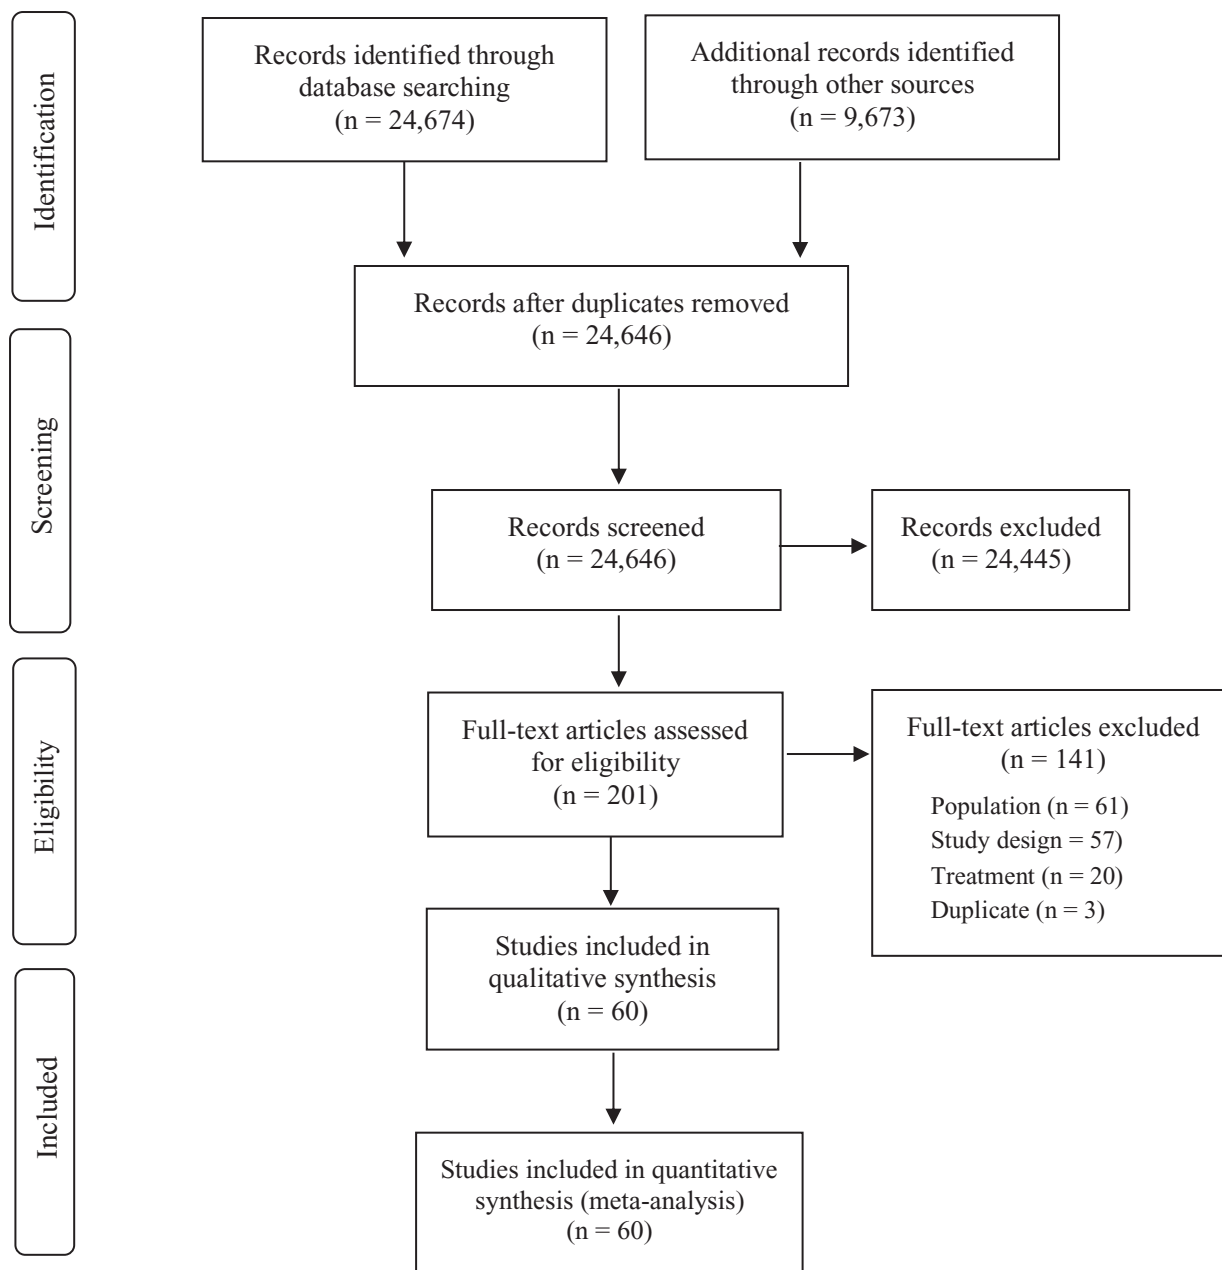 Identification
Records identified through
database searching
(n = 24,674)
Additional records identified
through other sources
(n = 9,673)
Records after duplicates removed
(n = 24,646)
Screening
Records screened
(n = 24,646)
Records excluded
(n = 24,445)
Eligibility
Full-text articles assessed
for eligibility
(n = 201)
Full-text articles excluded
(n = 141)
Population (n = 61)
Study design = 57)
Treatment (n = 20)
Duplicate (n = 3)
Studies included in
qualitative synthesis
(n = 60)
Included
Studies included in quantitative
synthesis (meta-analysis)
(n = 60)